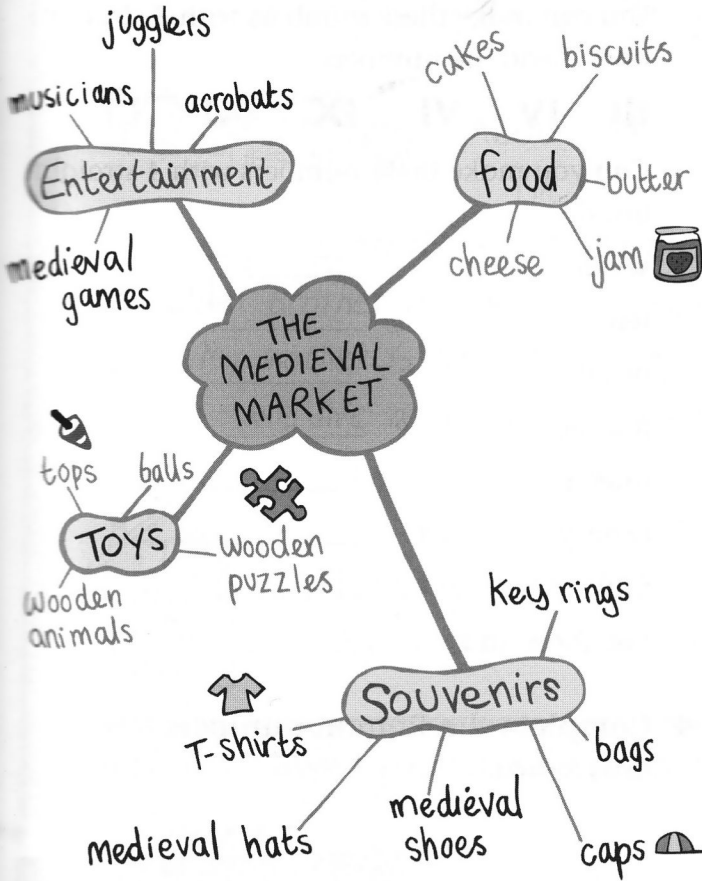 jugglers
musicians
acrobats
Entertainment
medieval
games
cakes
biscuits
food
butter
cheese
jam
THE
MEDIEVAL
MARKET
tops
balls
Toys
wooden
puzzles
wooden
animals
key rings
Souvenirs
T-shirts
bags
medieval hats
medieval
shoes
caps